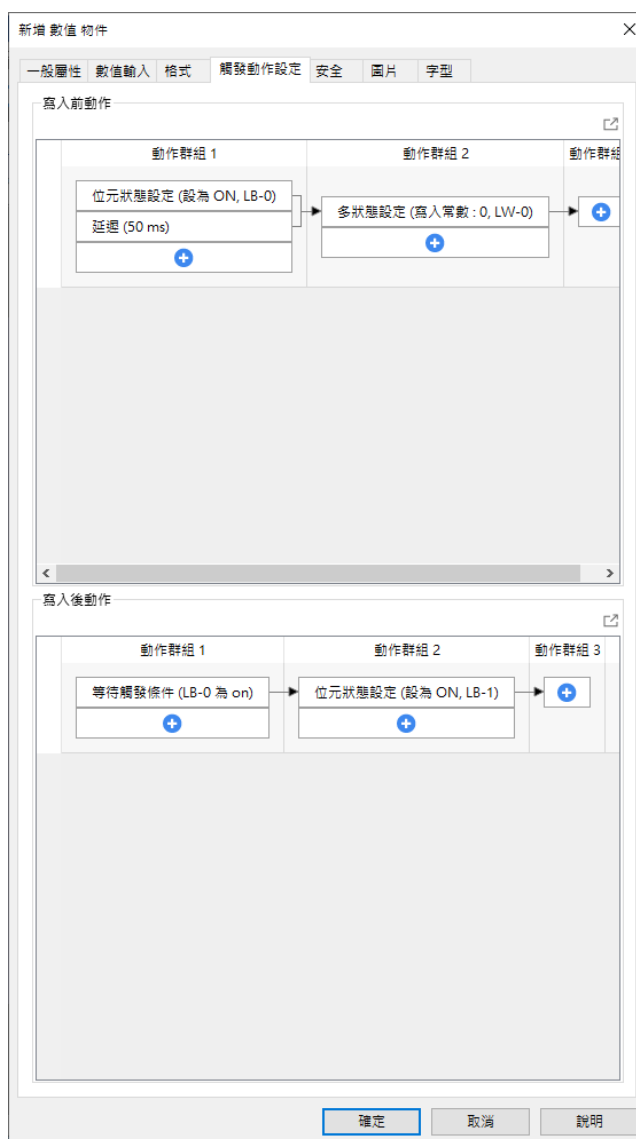 新增 數值 物件
一般屬性 數值輸入 格式 觸發動作設定 安全 圖片 字型
寫入前動作
動作群組 1 動作群組 2 動作群組
位元狀態設定 (設為 ON, LB-0)
延遲 (50 ms)
多狀態設定 (寫入常數 : 0, LW-0)
寫入後動作
動作群組 1 動作群組 2 動作群組 3
等待觸發條件 (LB-0 為 on) 位元狀態設定 (設為 ON, LB-1)
確定 取消 說明